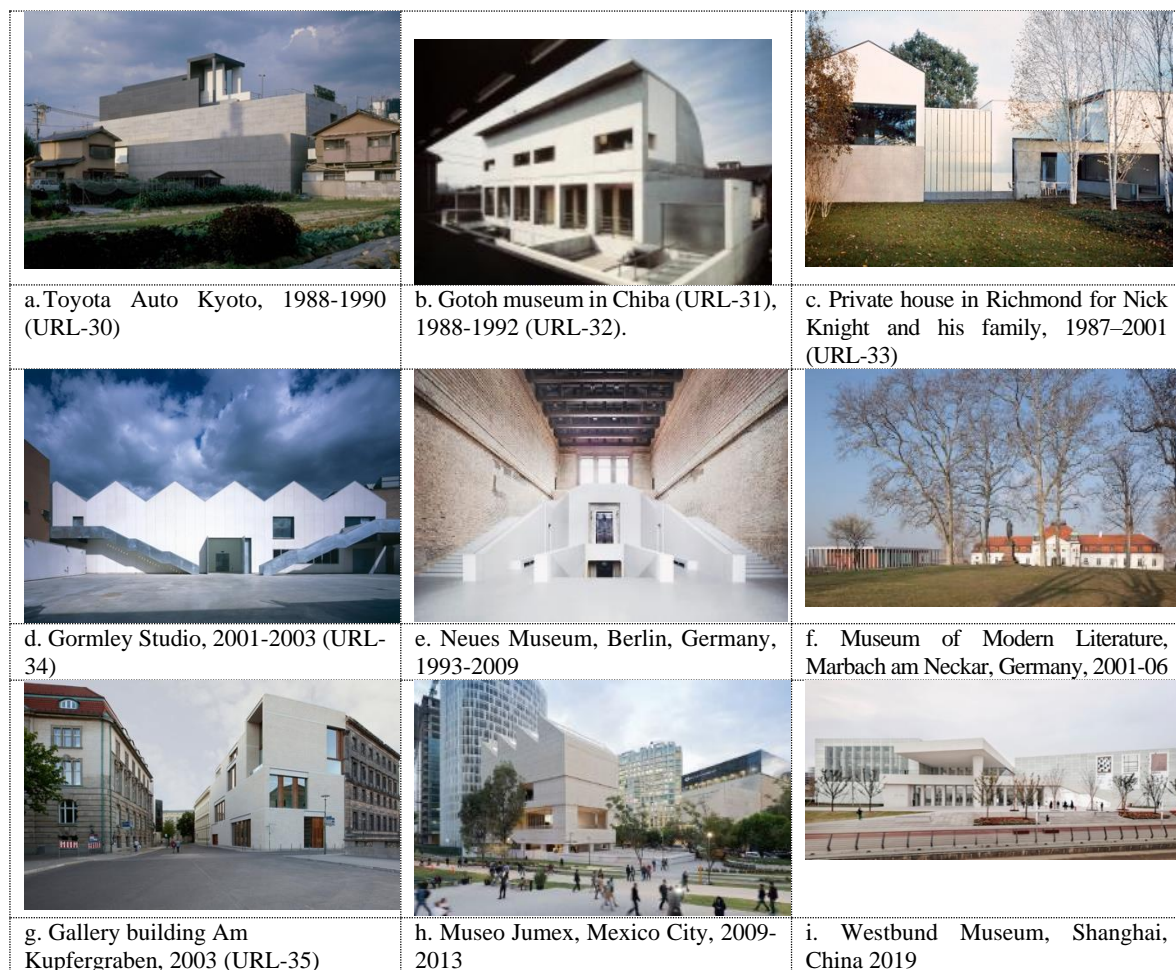 a.Toyota Auto Kyoto, 1988-1990
(URL-30)
b. Gotoh museum in Chiba (URL-31),
1988-1992 (URL-32).
c. Private house in Richmond for Nick
Knight and his family, 1987–2001
(URL-33)
d. Gormley Studio, 2001-2003 (URL-
34)
e. Neues Museum, Berlin, Germany,
1993-2009
f. Museum of Modern Literature,
Marbach am Neckar, Germany, 2001-06
g. Gallery building Am
Kupfergraben, 2003 (URL-35)
h. Museo Jumex, Mexico City, 2009-
2013
i. Westbund Museum, Shanghai,
China 2019